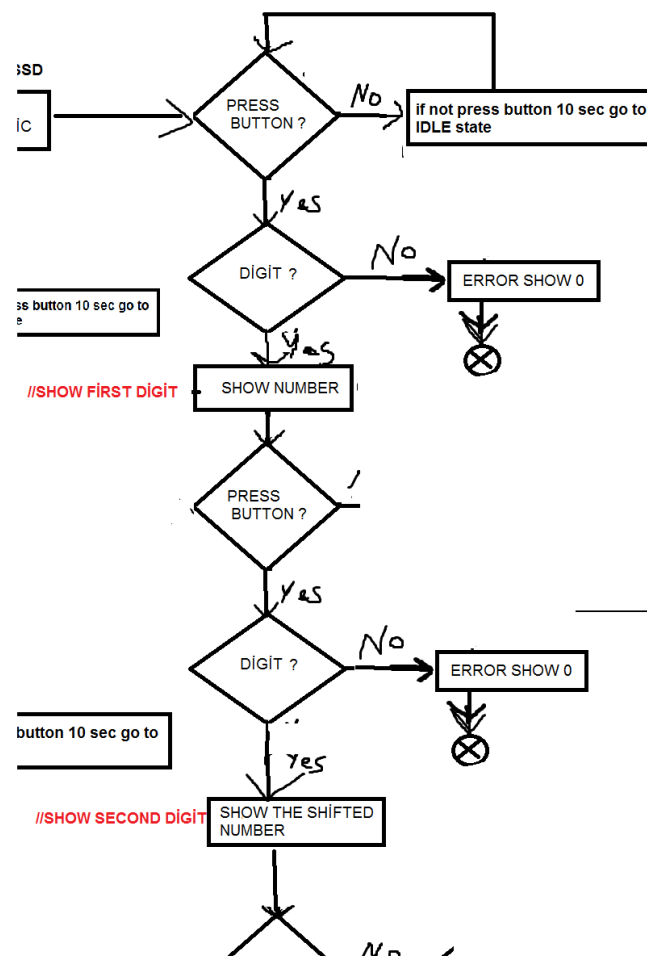 SSD
İC
PRESS
BUTTON ?
No
if not press button 10 sec go to
IDLE state
Yes
DİGİT ?
No
ERROR SHOW 0
ss button 10 sec go to
e
Yes
//SHOW FİRST DİGİT
SHOW NUMBER
PRESS
BUTTON ?
Yes
DİGİT ?
No
ERROR SHOW 0
button 10 sec go to
Yes
//SHOW SECOND DİGİT
SHOW THE SHİFTED
NUMBER
No